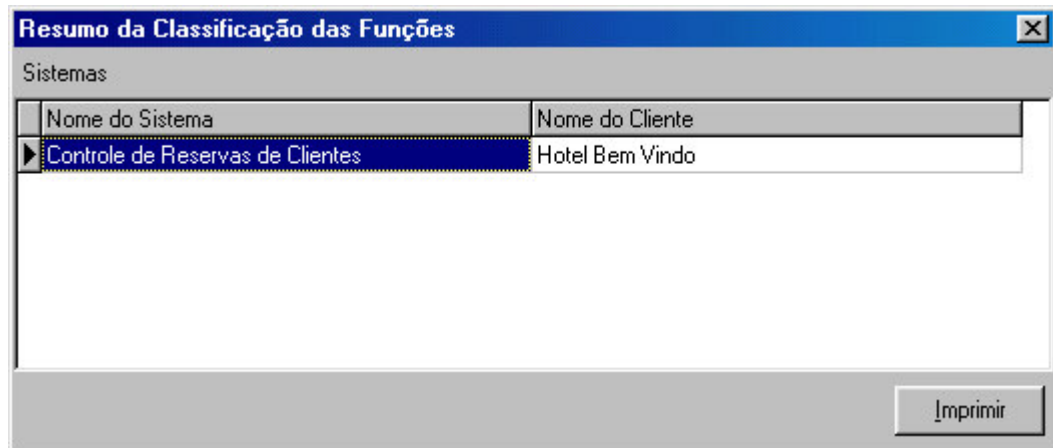 Resumo da Classificação das Funções
Sistemas
Nome do Sistema Nome do Cliente
Controle de Reservas de Clientes Hotel Bem Vindo
Imprimir